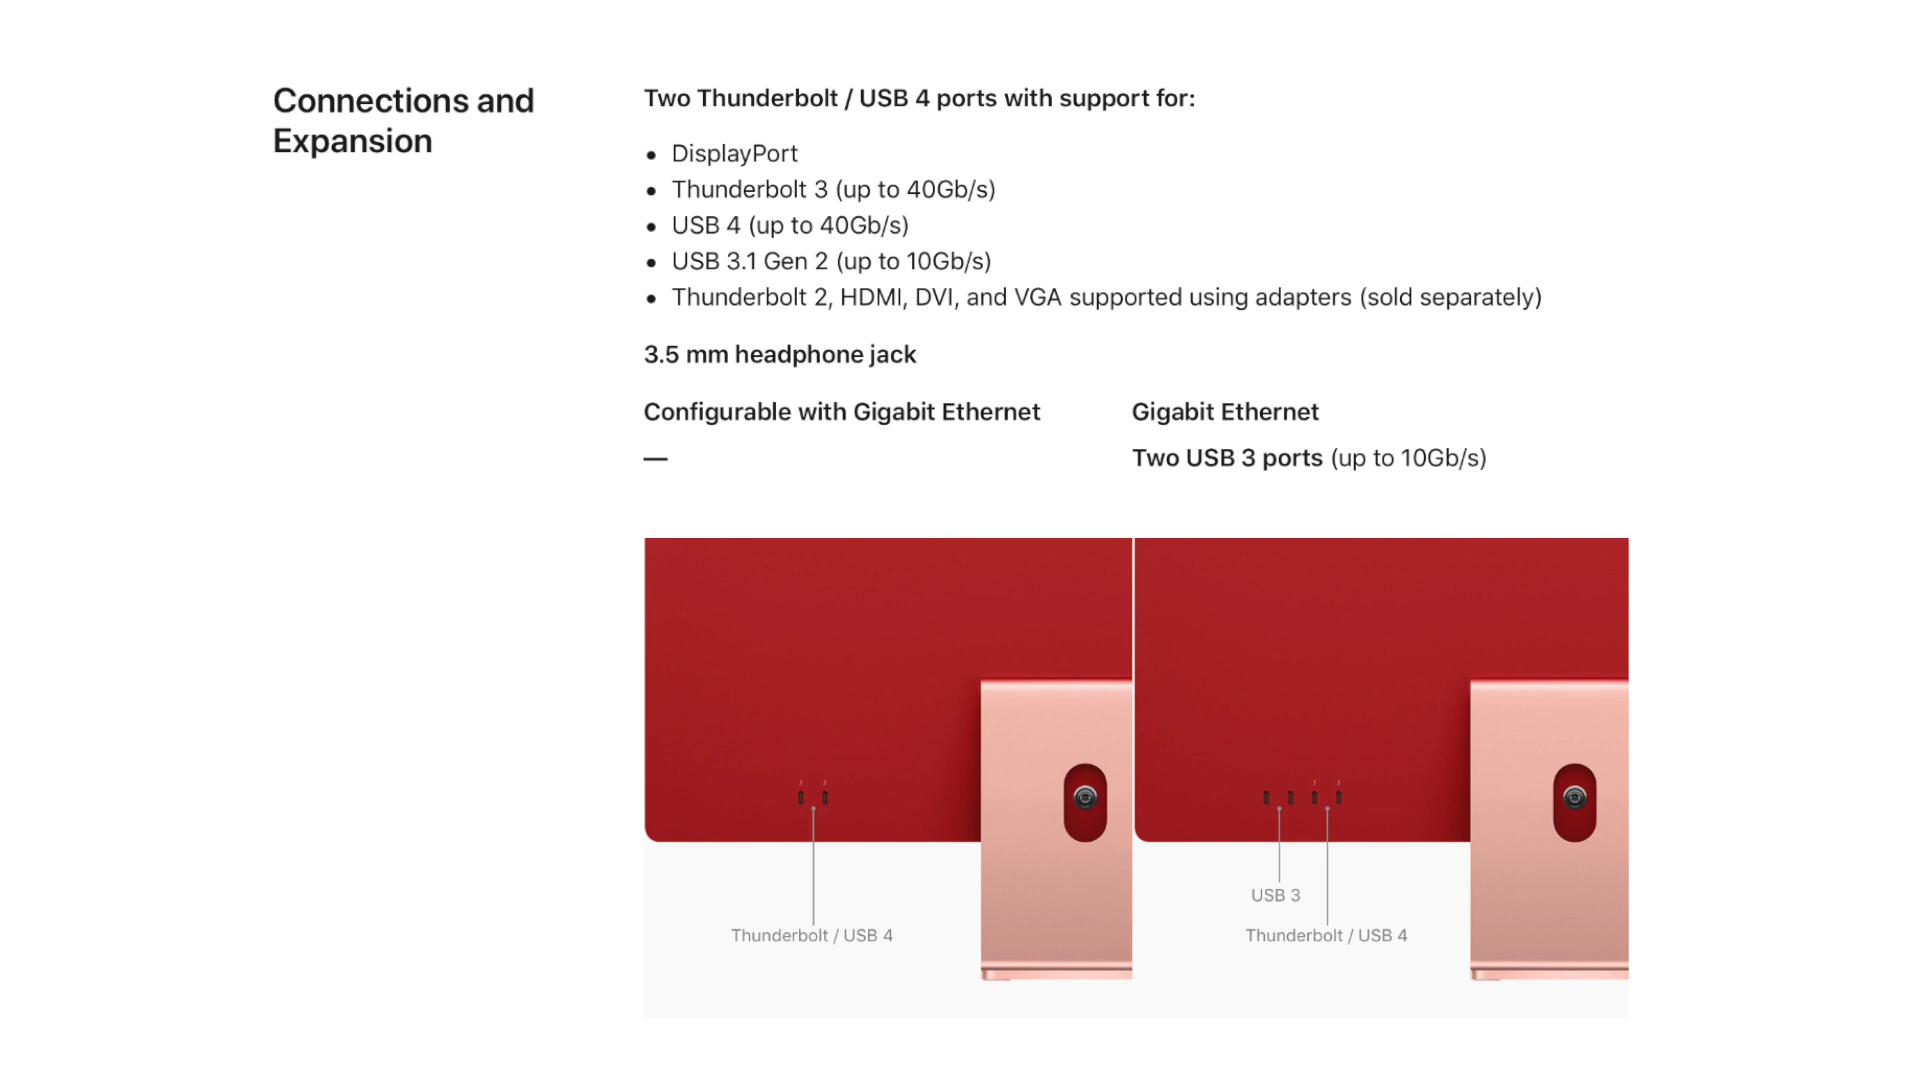 Connections and
Expansion
Two Thunderbolt / USB 4 ports with support for:
• DisplayPort
• Thunderbolt 3 (up to 40Gb/s)
• USB 4 (up to 40Gb/s)
• USB 3.1 Gen 2 (up to 10Gb/s)
• Thunderbolt 2, HDMI, DVI, and VGA supported using adapters (sold separately)
3.5 mm headphone jack
Configurable with Gigabit Ethernet
—
Gigabit Ethernet
Two USB 3 ports (up to 10Gb/s)
Thunderbolt / USB 4
USB 3
Thunderbolt / USB 4